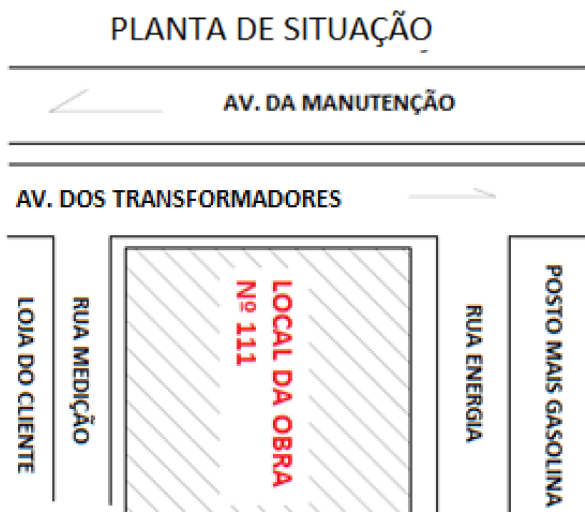 PLANTA DE SITUAÇÃO
AV. DA MANUTENÇÃO
AV. DOS TRANSFORMADORES
LOJA DO CLIENTE
RUA MEDIÇÃO
LOCAL DA OBRA
Nº 111
RUA ENERGIA
POSTO MAIS GASOLINA